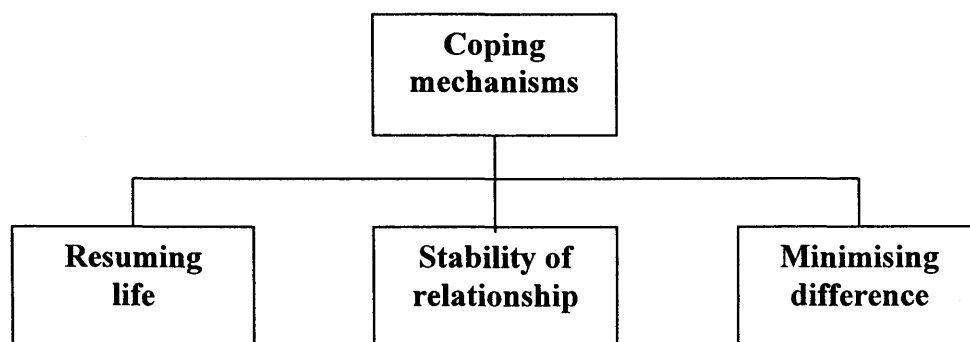 Coping
mechanisms
Resuming
life
Stability of
relationship
Minimising
difference